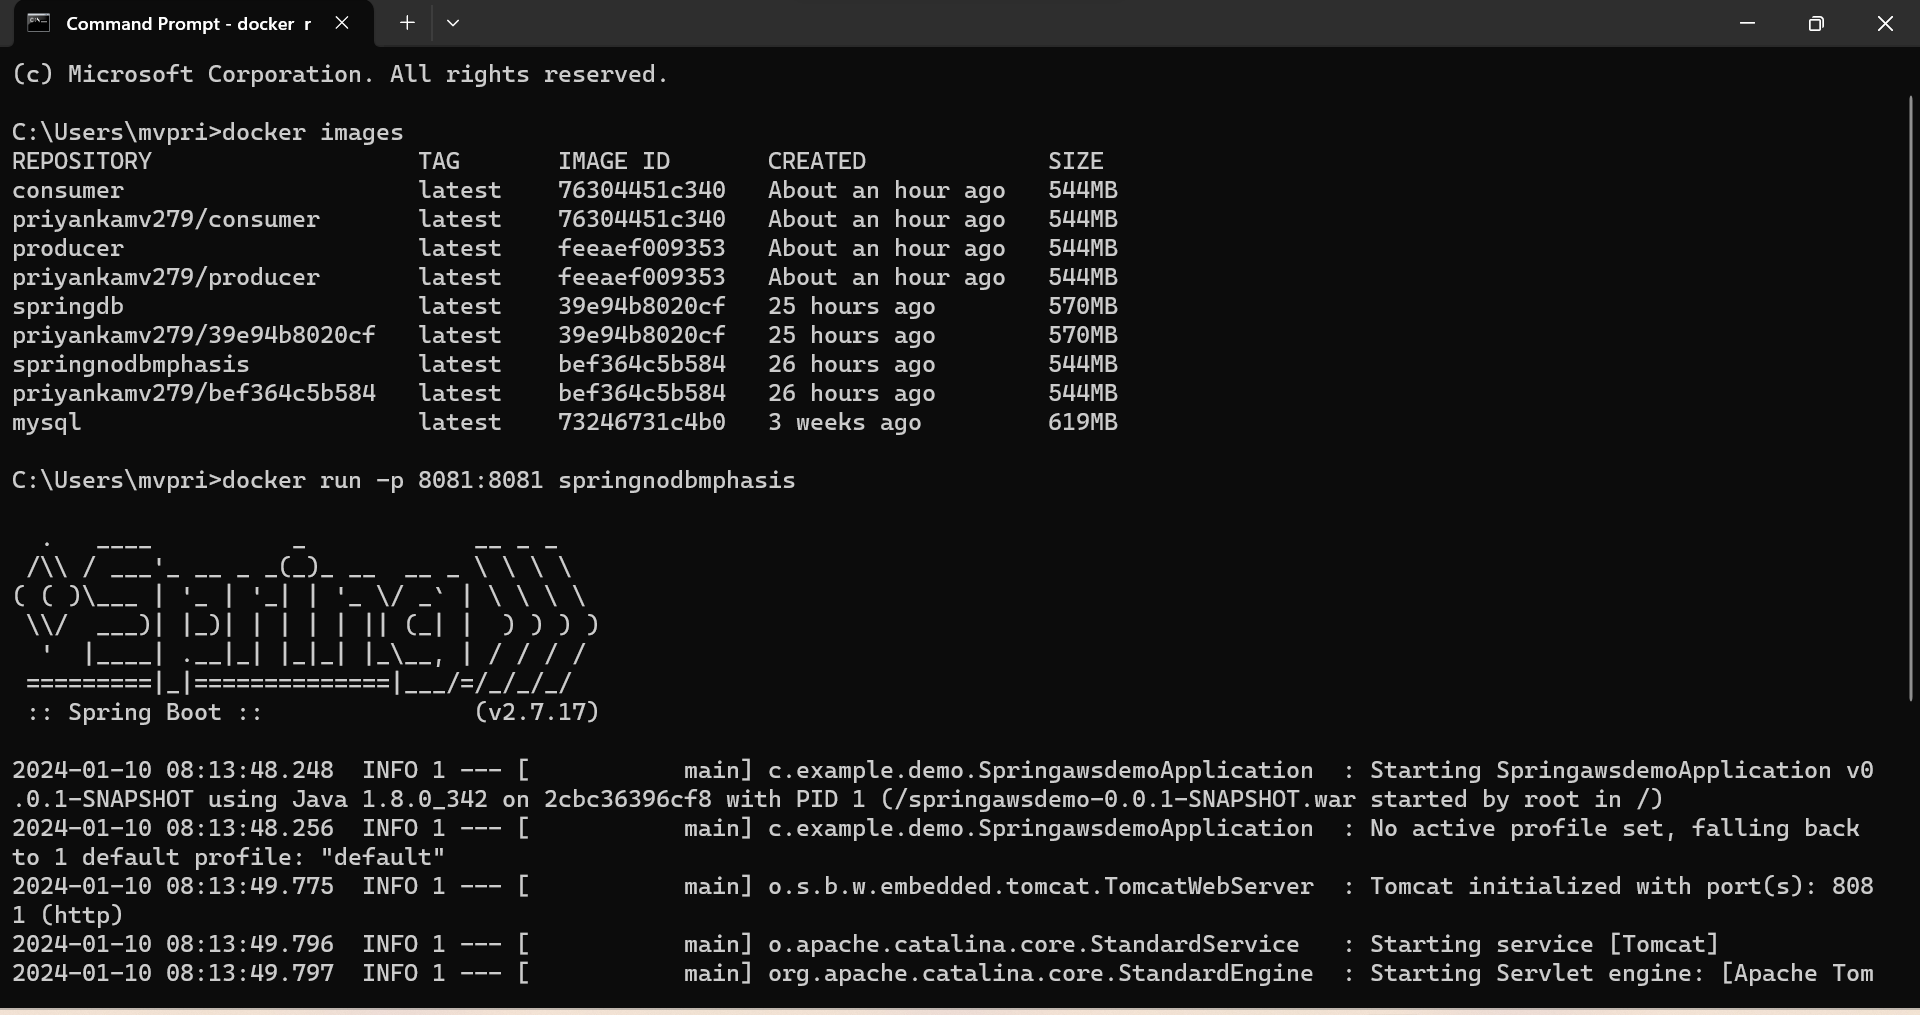 Command Prompt - docker  r
(c) Microsoft Corporation. All rights reserved.
C:\Users\mvpri>docker images
REPOSITORY                   TAG       IMAGE ID       CREATED             SIZE
consumer                     latest    76304451c340   About an hour ago   544MB
priyankamv279/consumer       latest    76304451c340   About an hour ago   544MB
producer                     latest    feeaef009353   About an hour ago   544MB
priyankamv279/producer       latest    feeaef009353   About an hour ago   544MB
springdb                     latest    39e94b8020cf   25 hours ago        570MB
priyankamv279/39e94b8020cf   latest    39e94b8020cf   25 hours ago        570MB
springnodbmphasis            latest    bef364c5b584   26 hours ago        544MB
priyankamv279/bef364c5b584   latest    bef364c5b584   26 hours ago        544MB
mysql                        latest    73246731c4b0   3 weeks ago         619MB
C:\Users\mvpri>docker run -p 8081:8081 springnodbmphasis
  .   ____          _            __ _ _
 /\\ / ___'_ __ _ _(_)_ __  __ _ \ \ \ \
( ( )\___ | '_ | '_| | '_ \/ _` | \ \ \ \
 \\/  ___)| |_)| | | | | || (_| |  ) ) ) )
  '  |____| .__|_| |_|_| |_\__, | / / / /
 =========|_|==============|___/=/_/_/_/
 :: Spring Boot ::               (v2.7.17)
2024-01-10 08:13:48.248  INFO 1 --- [           main] c.example.demo.SpringawsdemoApplication  : Starting SpringawsdemoApplication v0
.0.1-SNAPSHOT using Java 1.8.0_342 on 2cbc36396cf8 with PID 1 (/springawsdemo-0.0.1-SNAPSHOT.war started by root in /)
2024-01-10 08:13:48.256  INFO 1 --- [           main] c.example.demo.SpringawsdemoApplication  : No active profile set, falling back
to 1 default profile: "default"
2024-01-10 08:13:49.775  INFO 1 --- [           main] o.s.b.w.embedded.tomcat.TomcatWebServer  : Tomcat initialized with port(s): 808
1 (http)
2024-01-10 08:13:49.796  INFO 1 --- [           main] o.apache.catalina.core.StandardService   : Starting service [Tomcat]
2024-01-10 08:13:49.797  INFO 1 --- [           main] org.apache.catalina.core.StandardEngine  : Starting Servlet engine: [Apache Tom